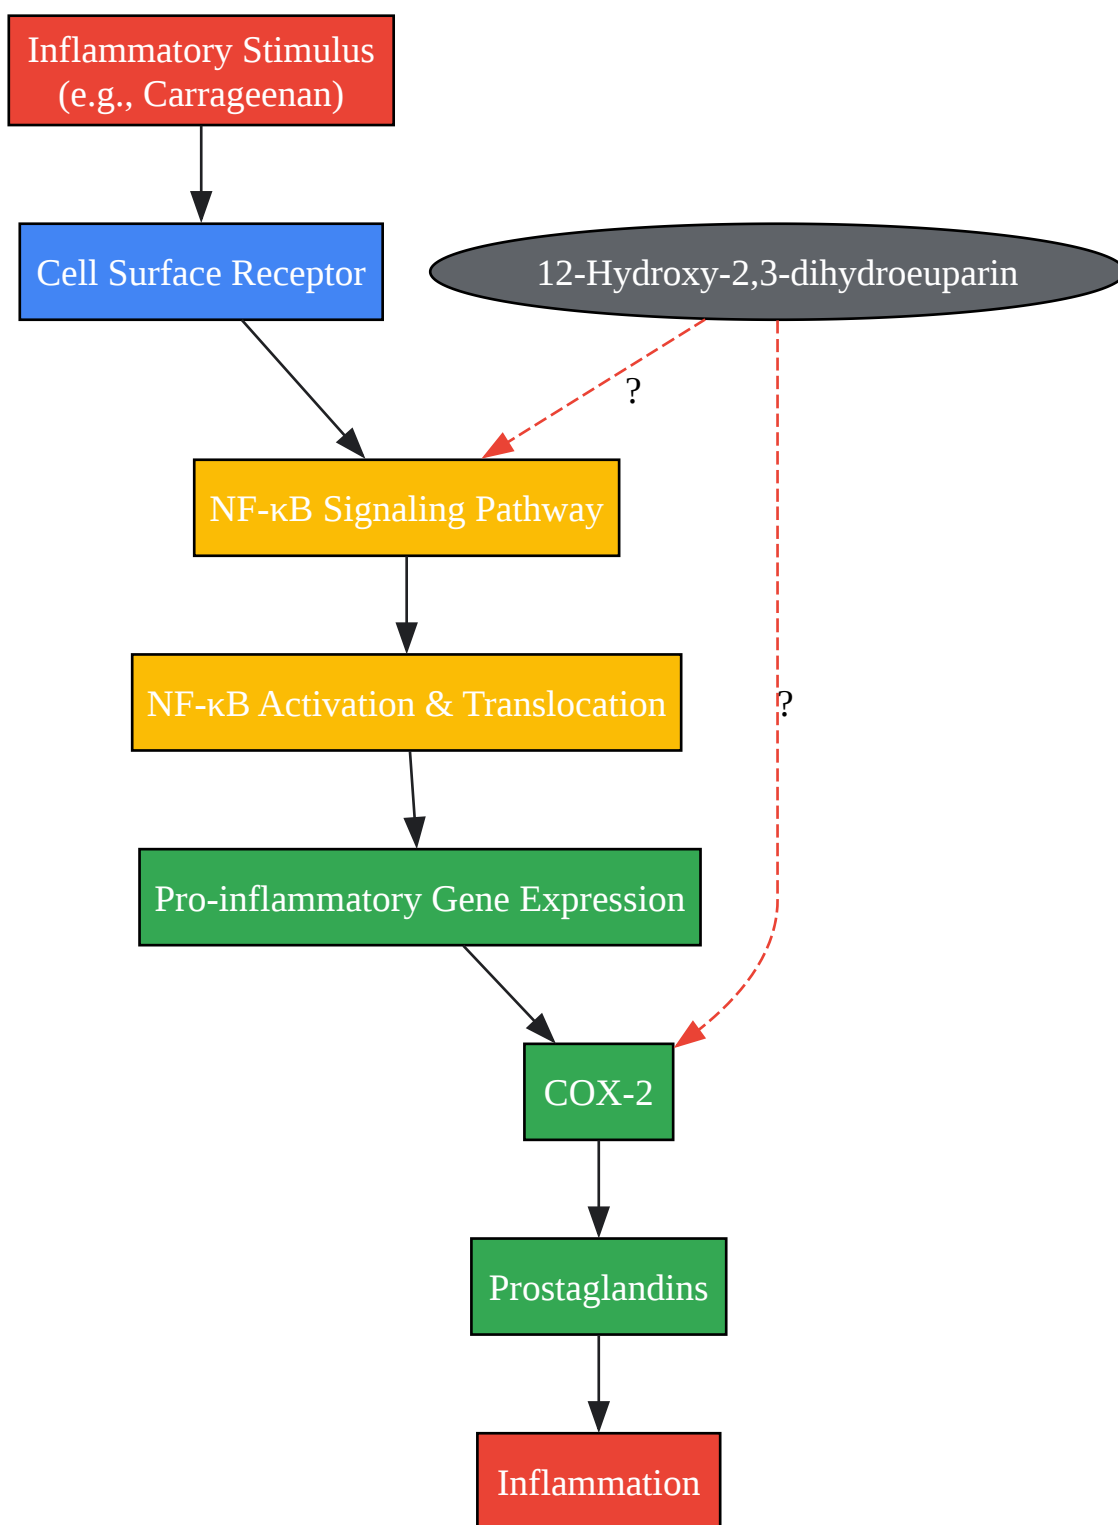 Inflammatory Stimulus
(e.g., Carrageenan)
Cell Surface Receptor
12-Hydroxy-2,3-dihydroeuparin
?
NF-κB Signaling Pathway
NF-κB Activation & Translocation
?
Pro-inflammatory Gene Expression
COX-2
Prostaglandins
Inflammation